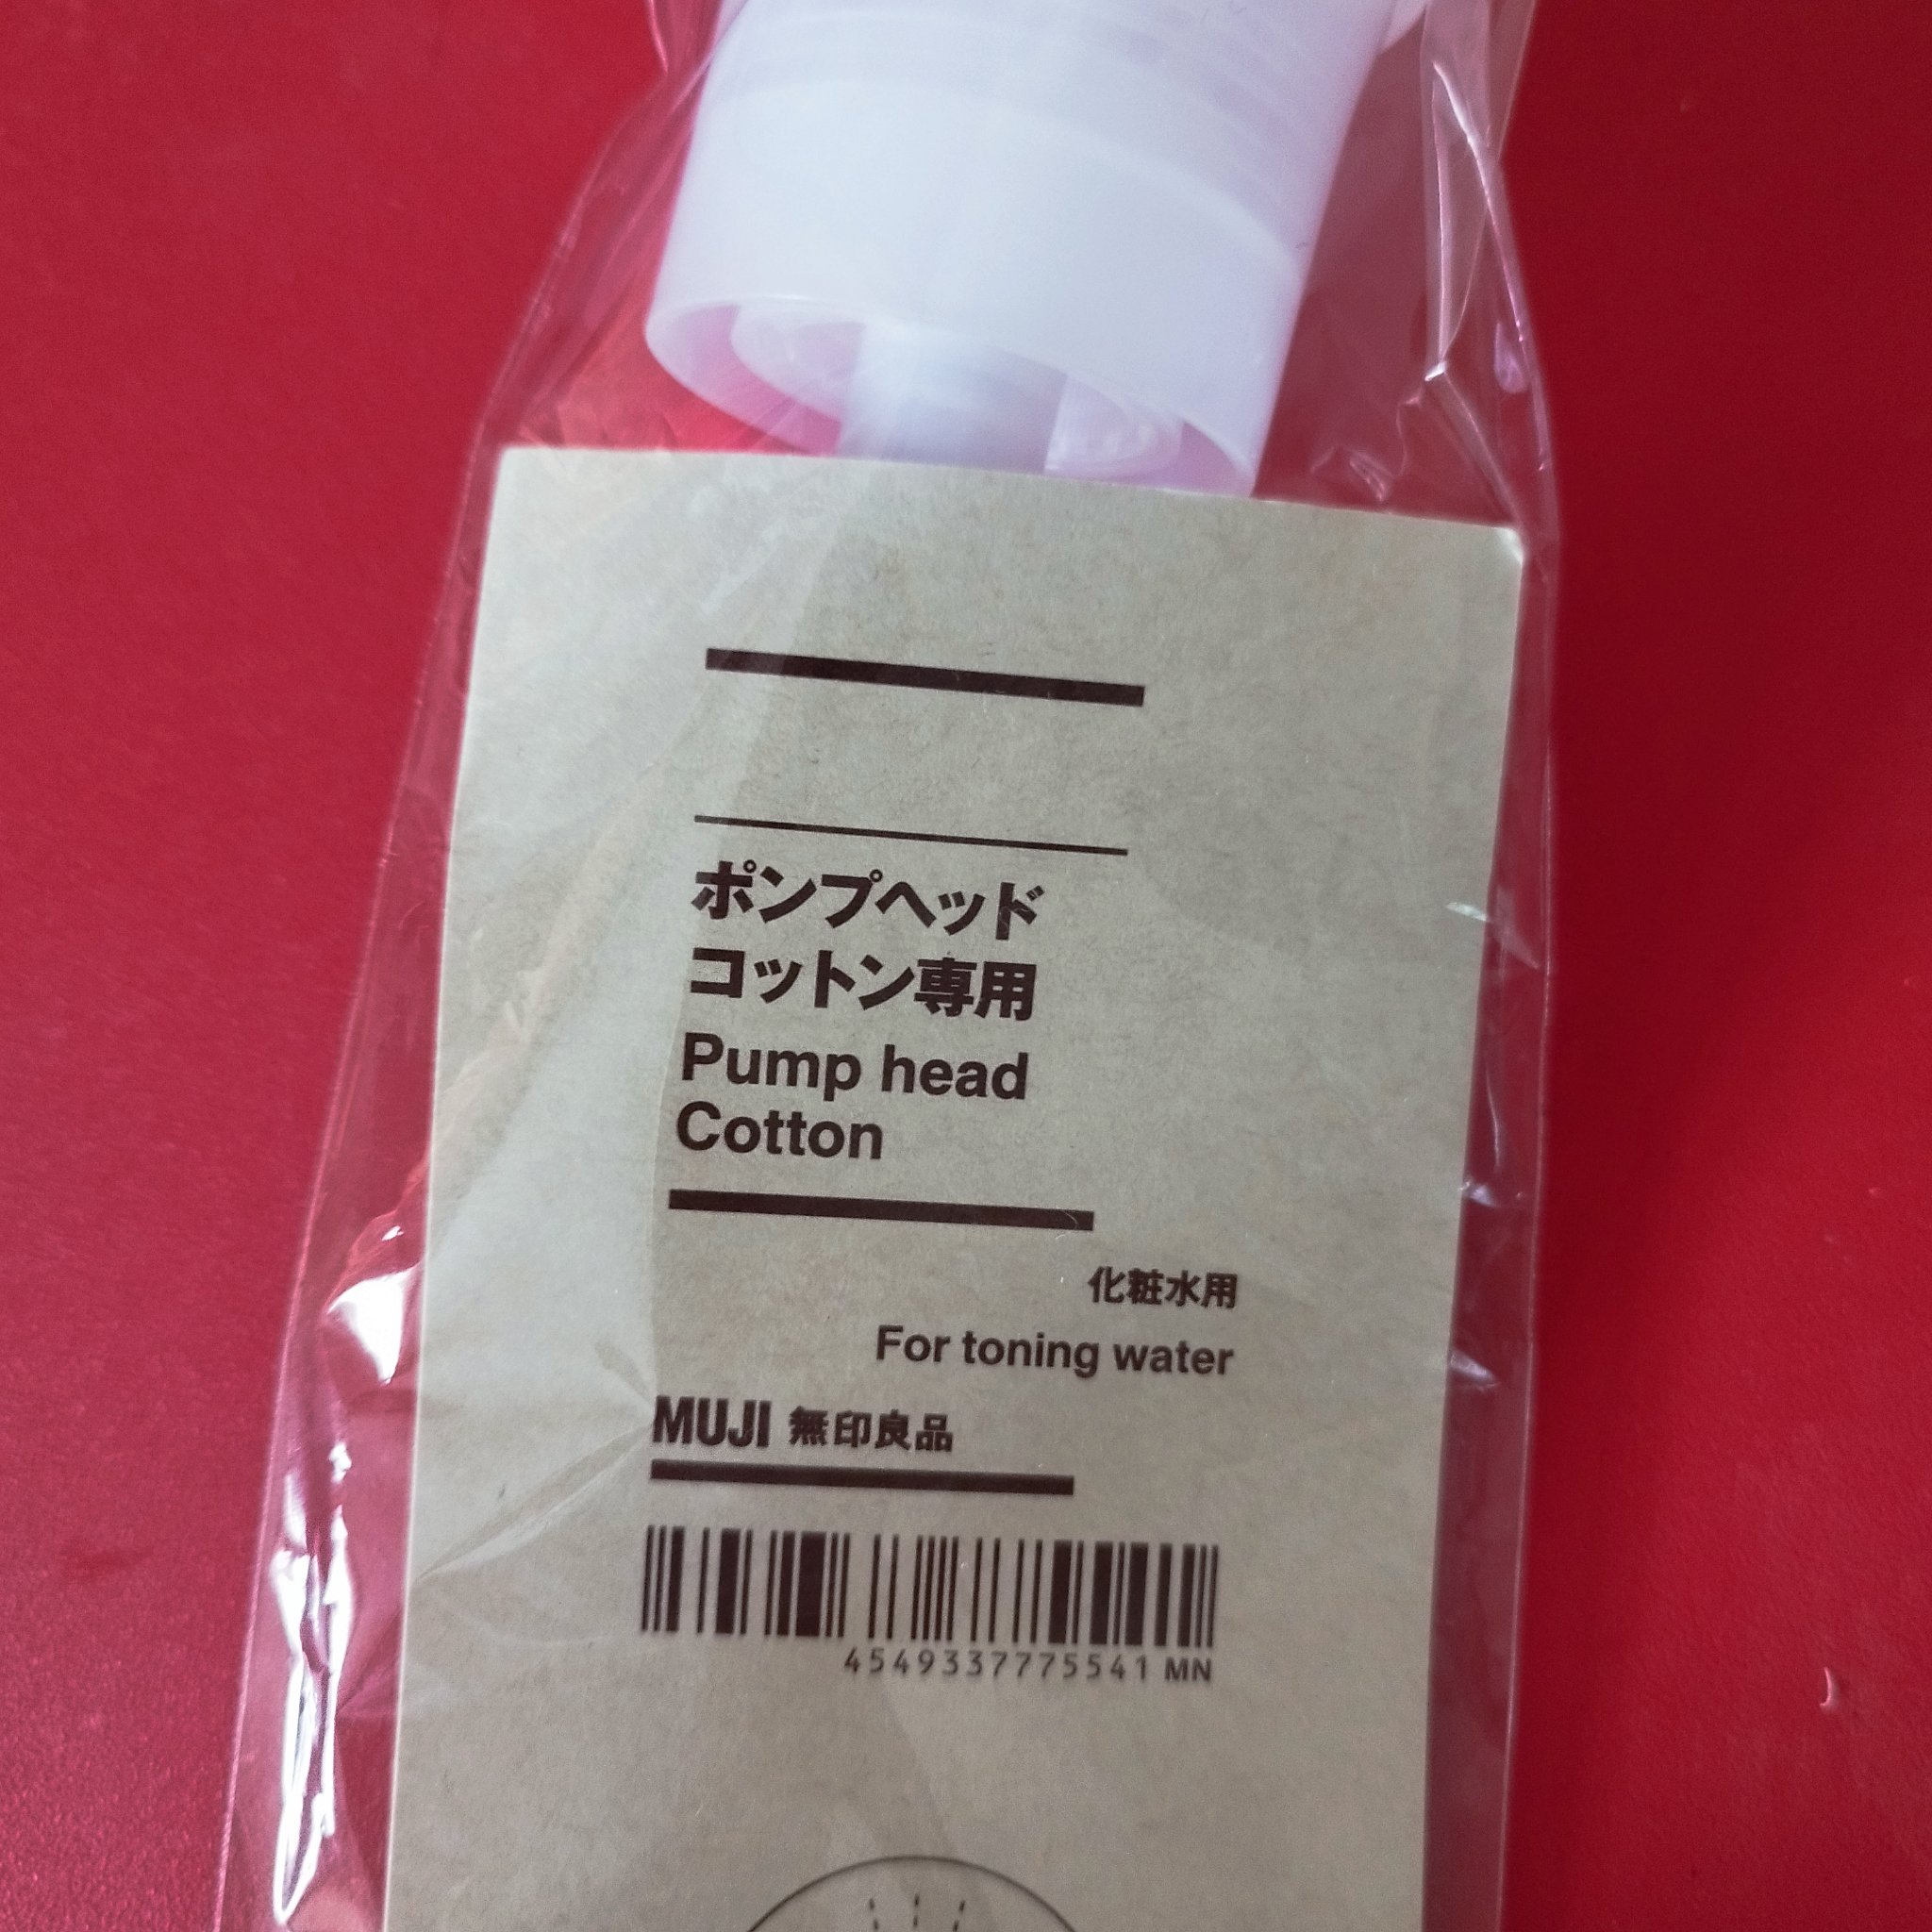 ポンプヘッド
コットン専用
Pump head
Cotton
化粧水用
For toning water
MUJI 無印良品
4549337775541 MN